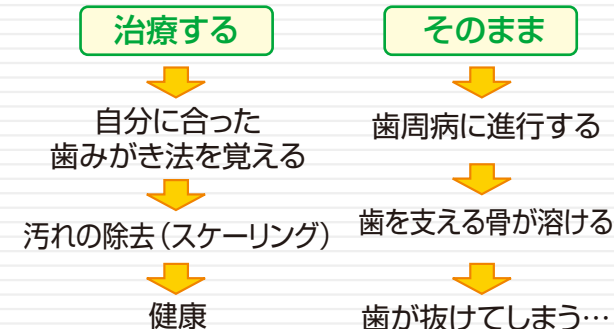 治療する
自分に合った
歯みがき法を覚える
汚れの除去（スケーリング）
健康
そのまま
歯周病に進行する
歯を支える骨が溶ける
歯が抜けてしまう…